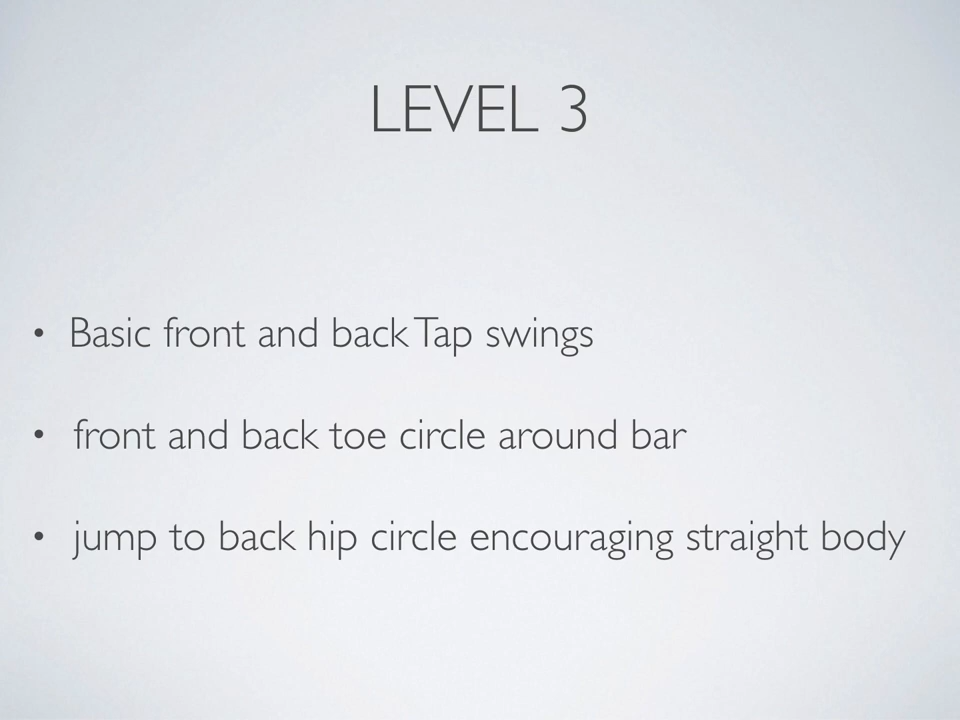 LEVEL 3
• Basic front and back Tap swings
• front and back toe circle around bar
• jump to back hip circle encouraging straight body